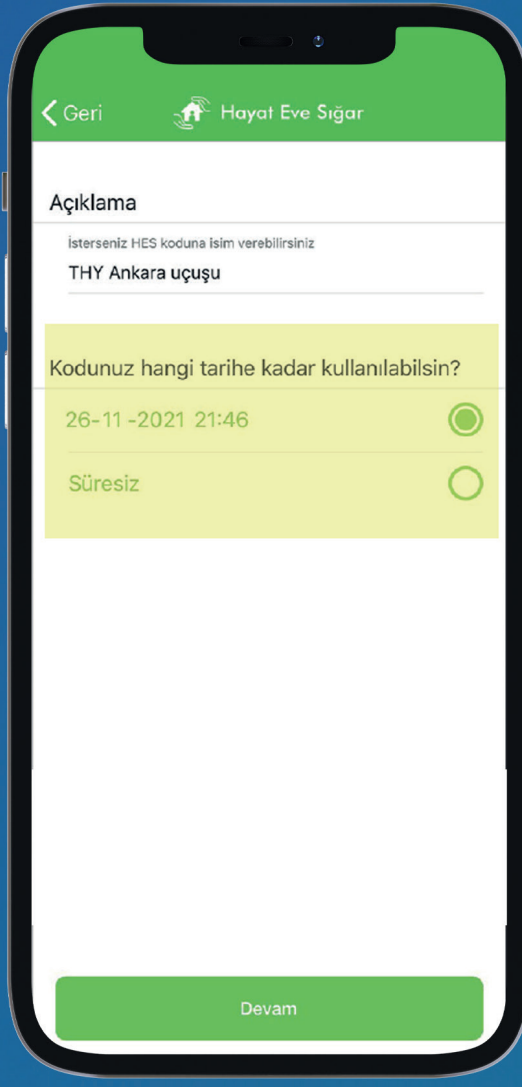 Geri
Hayat Eve Sığar
Açıklama
İsterseniz HES koduna isim verebilirsiniz
THY Ankara uçuşu
Kodunuz hangi tarihe kadar kullanılabilsin?
26-11 -2021 21:46
Süresiz
Devam